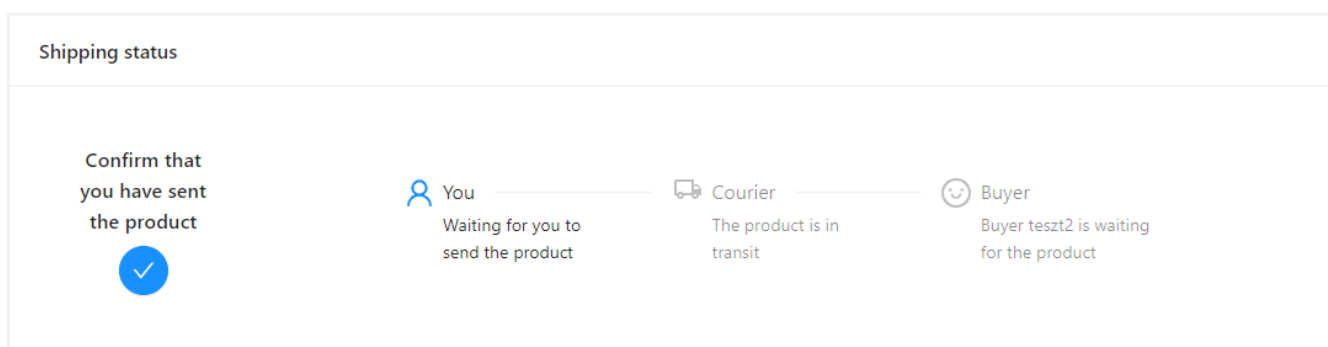 Shipping status
Confirm that
you have sent
the product
You
Waiting for you to
send the product
Courier
The product is in
transit
Buyer
Buyer teszt2 is waiting
for the product